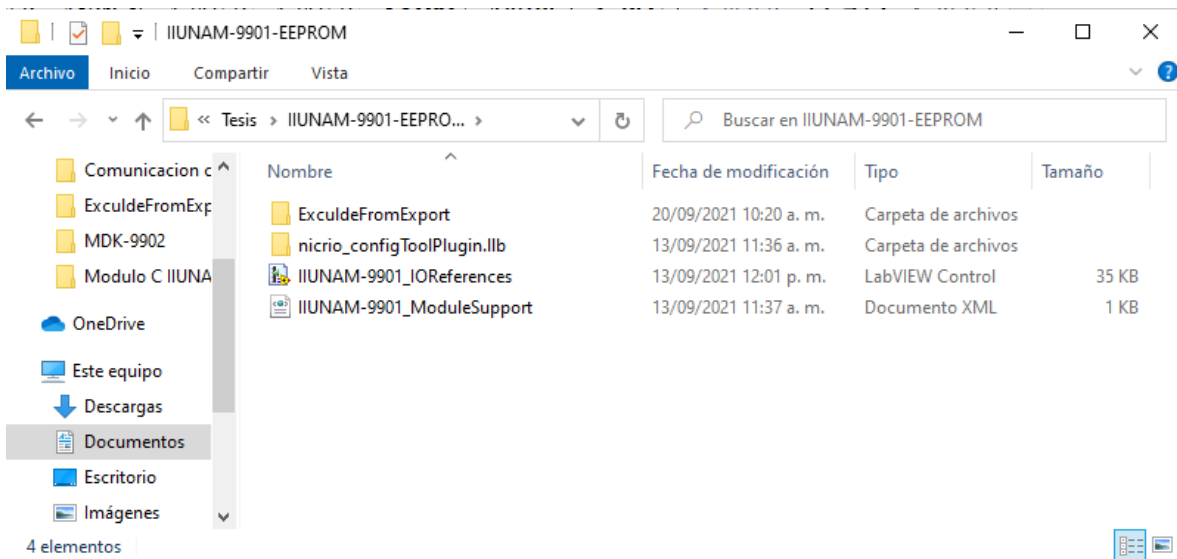 IIUNAM-9901-EEPROM
Archivo Inicio Compartir Vista
« Tesis > IIUNAM-9901-EEPRO... > Buscar en IIUNAM-9901-EEPROM
Nombre Fecha de modificación Tipo Tamaño
Comunicacion c
ExculdeFromExp
MDK-9902
Modulo C IIUNA
OneDrive
Este equipo
Descargas
Documentos
Escritorio
Imágenes
ExculdeFromExport 20/09/2021 10:20 a. m. Carpeta de archivos
nicrio_configToolPlugin.llb 13/09/2021 11:36 a. m. Carpeta de archivos
IIUNAM-9901_IOReferences 13/09/2021 12:01 p. m. LabVIEW Control 35 KB
IIUNAM-9901_ModuleSupport 13/09/2021 11:37 a. m. Documento XML 1 KB
4 elementos